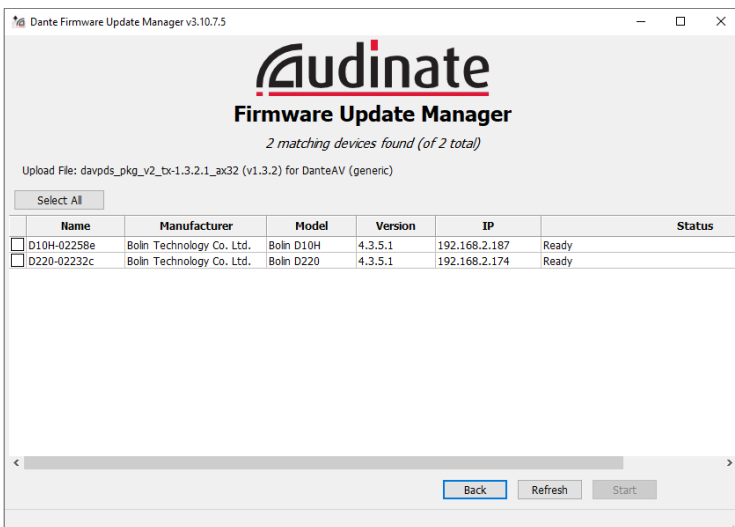 Dante Firmware Update Manager v3.10.7.5
Audinate
Firmware Update Manager
2 matching devices found (of 2 total)
Upload File: davpds_pkg_v2_tx-1.3.2.1_ax32 (v1.3.2) for DanteAV (generic)
Select All
Name Manufacturer Model Version IP Status
D10H-02258e Bolin Technology Co. Ltd. Bolin D10H 4.3.5.1 192.168.2.187 Ready
D220-02232c Bolin Technology Co. Ltd. Bolin D220 4.3.5.1 192.168.2.174 Ready
Back Refresh Start